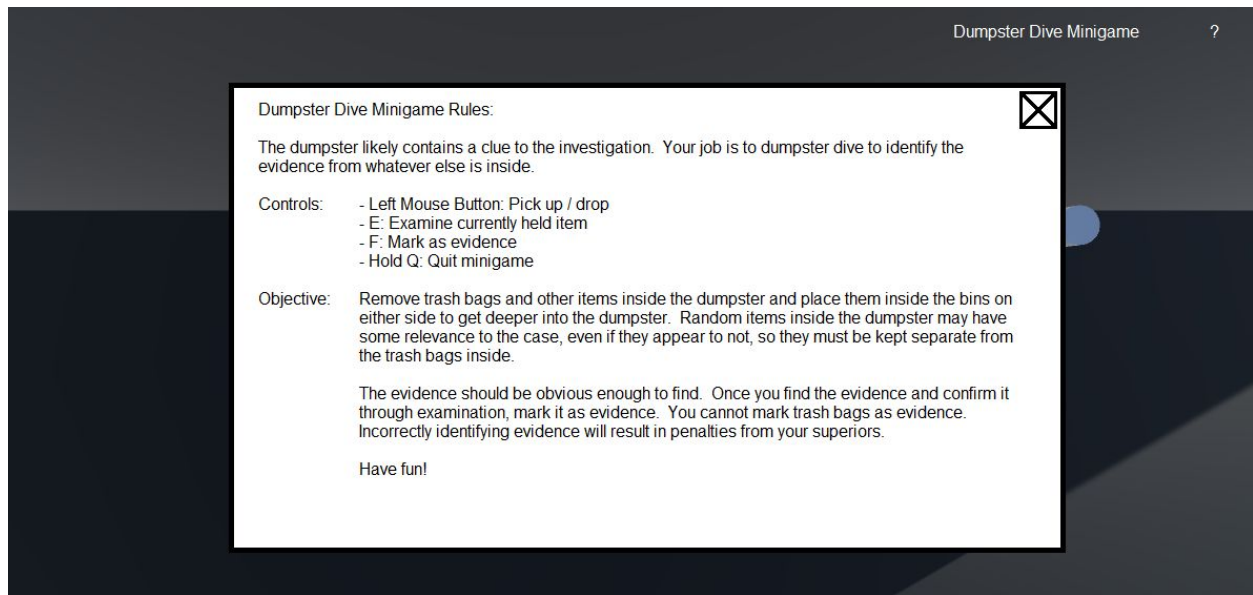 Dumpster Dive Minigame ?
Dumpster Dive Minigame Rules:
The dumpster likely contains a clue to the investigation. Your job is to dumpster dive to identify the
evidence from whatever else is inside.
Controls: - Left Mouse Button: Pick up / drop
- E: Examine currently held item
- F: Mark as evidence
- Hold Q: Quit minigame
Objective: Remove trash bags and other items inside the dumpster and place them inside the bins on
either side to get deeper into the dumpster. Random items inside the dumpster may have
some relevance to the case, even if they appear to not, so they must be kept separate from
the trash bags inside.
The evidence should be obvious enough to find. Once you find the evidence and confirm it
through examination, mark it as evidence. You cannot mark trash bags as evidence.
Incorrectly identifying evidence will result in penalties from your superiors.
Have fun!